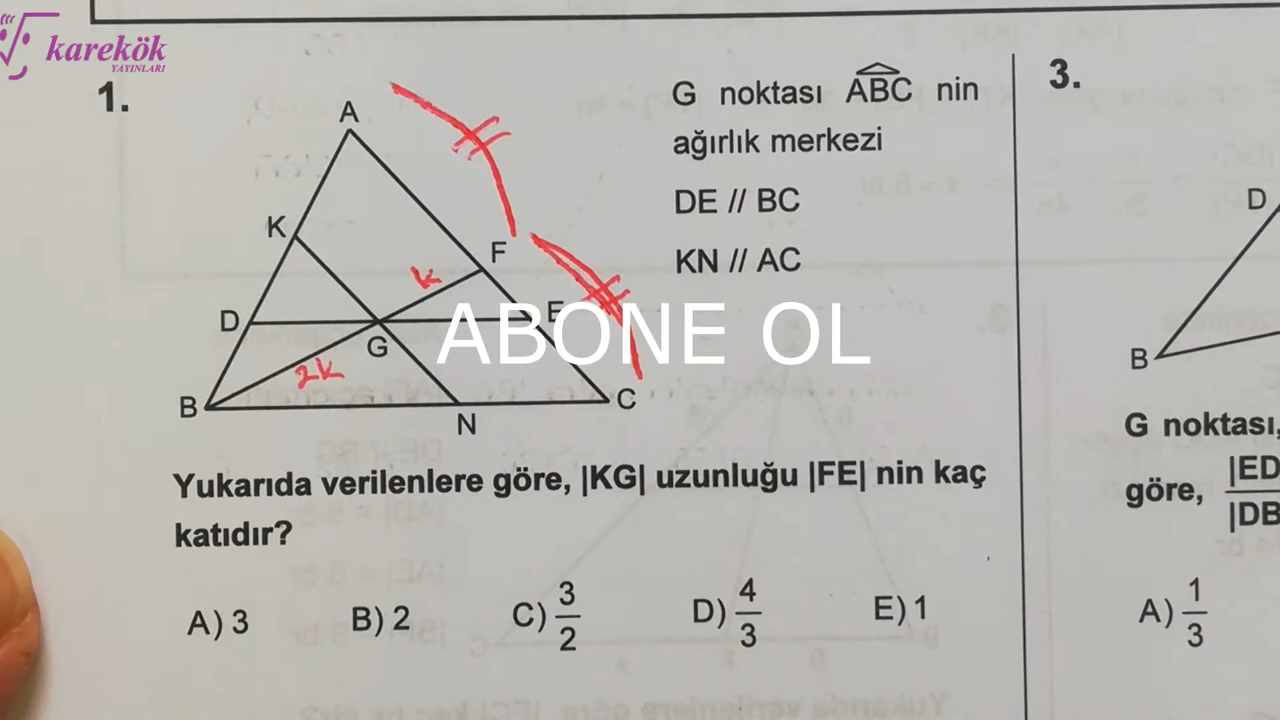 karekök
YAYINLARI
1.
A
K
F
D
E
G
B
C
N
k
2k
G noktası ABC nin
ağırlık merkezi
DE // BC
KN // AC
ABONE OL
Yukarıda verilenlere göre, |KG| uzunluğu |FE| nin kaç
katıdır?
A) 3 B) 2 C) 3/2 D) 4/3 E) 1
3.
D
B
G noktası,
göre, |ED
|DB
A) 1/3